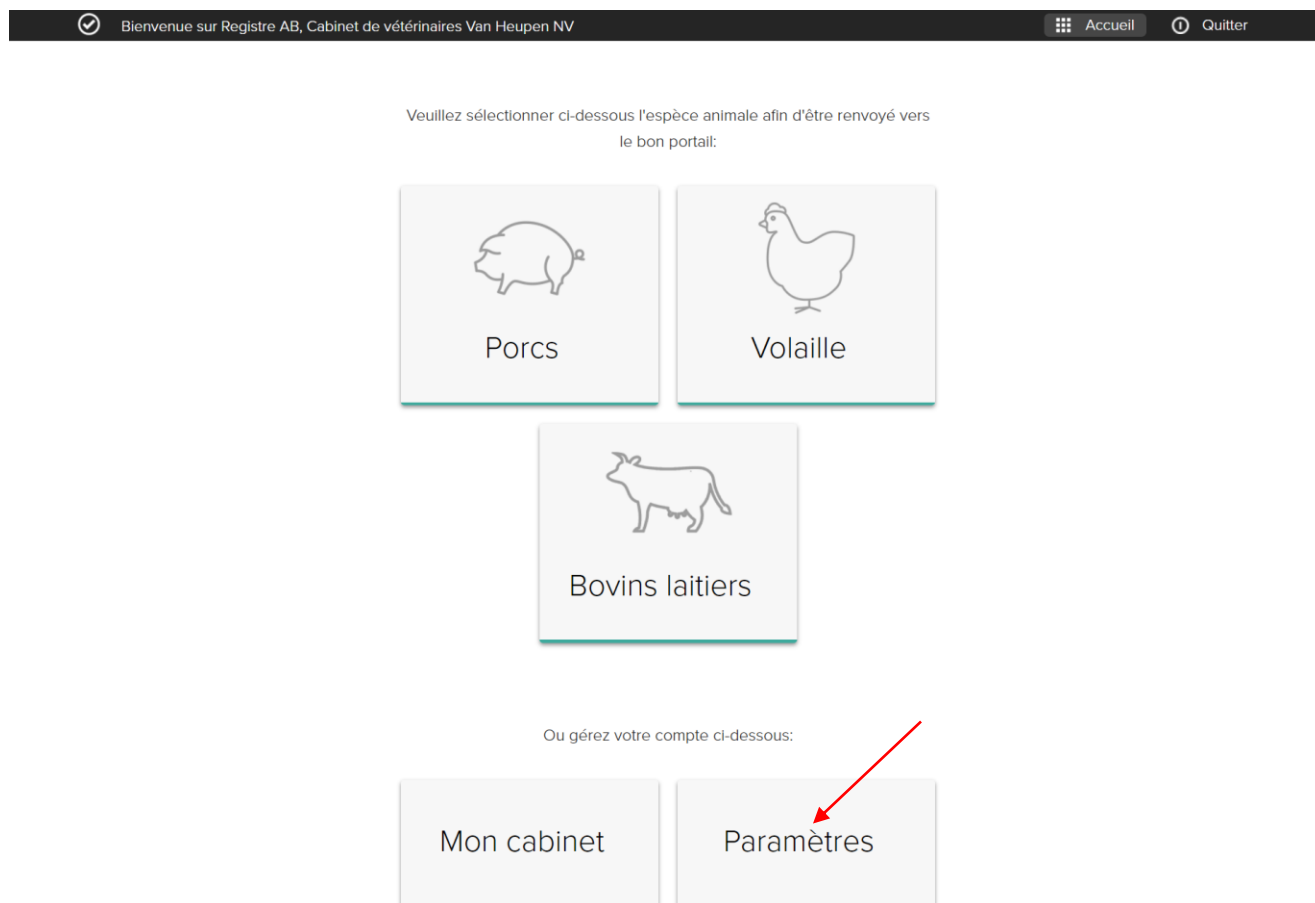 Bienvenue sur Registre AB, Cabinet de vétérinaires Van Heupen NV
Accueil
Quitter
Veuillez sélectionner ci-dessous l'espèce animale afin d'être renvoyé vers
le bon portail:
Porcs
Volaille
Bovins laitiers
Ou gérez votre compte ci-dessous:
Mon cabinet
Paramètres